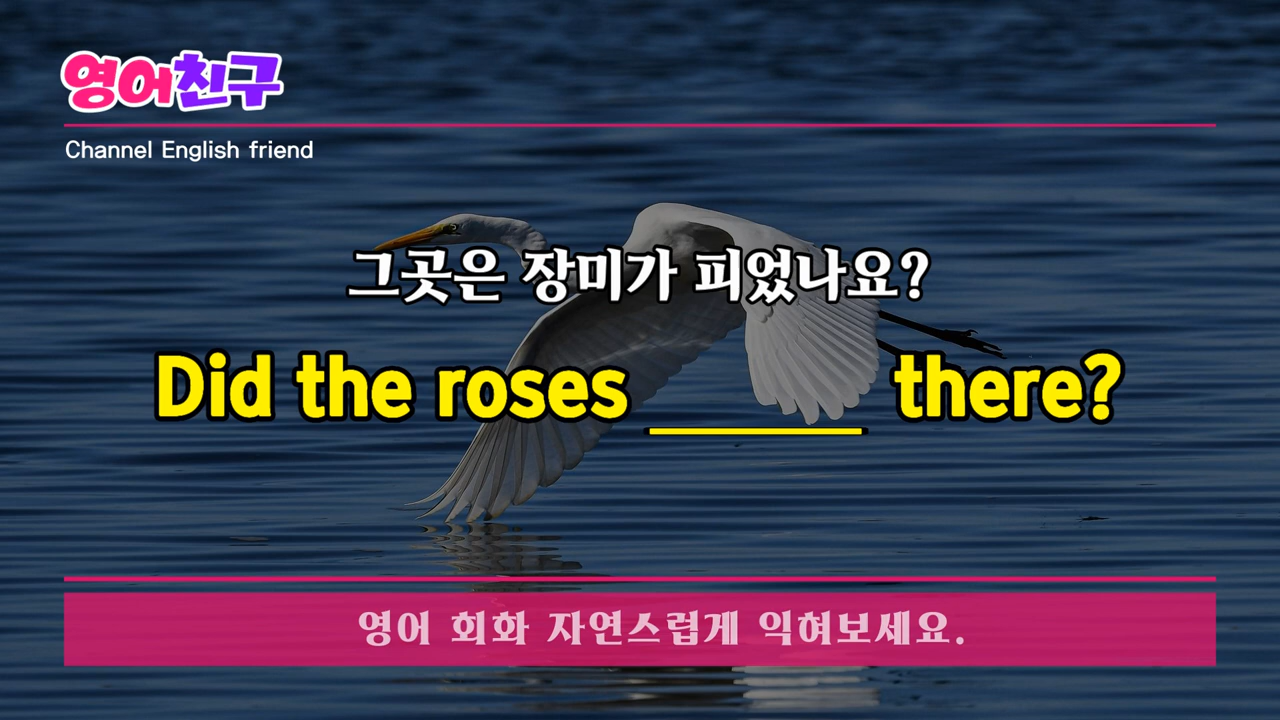 영어친구
Channel English friend
그곳은 장미가 피었나요?
Did the roses ______ there?
영어 회화 자연스럽게 익혀보세요.